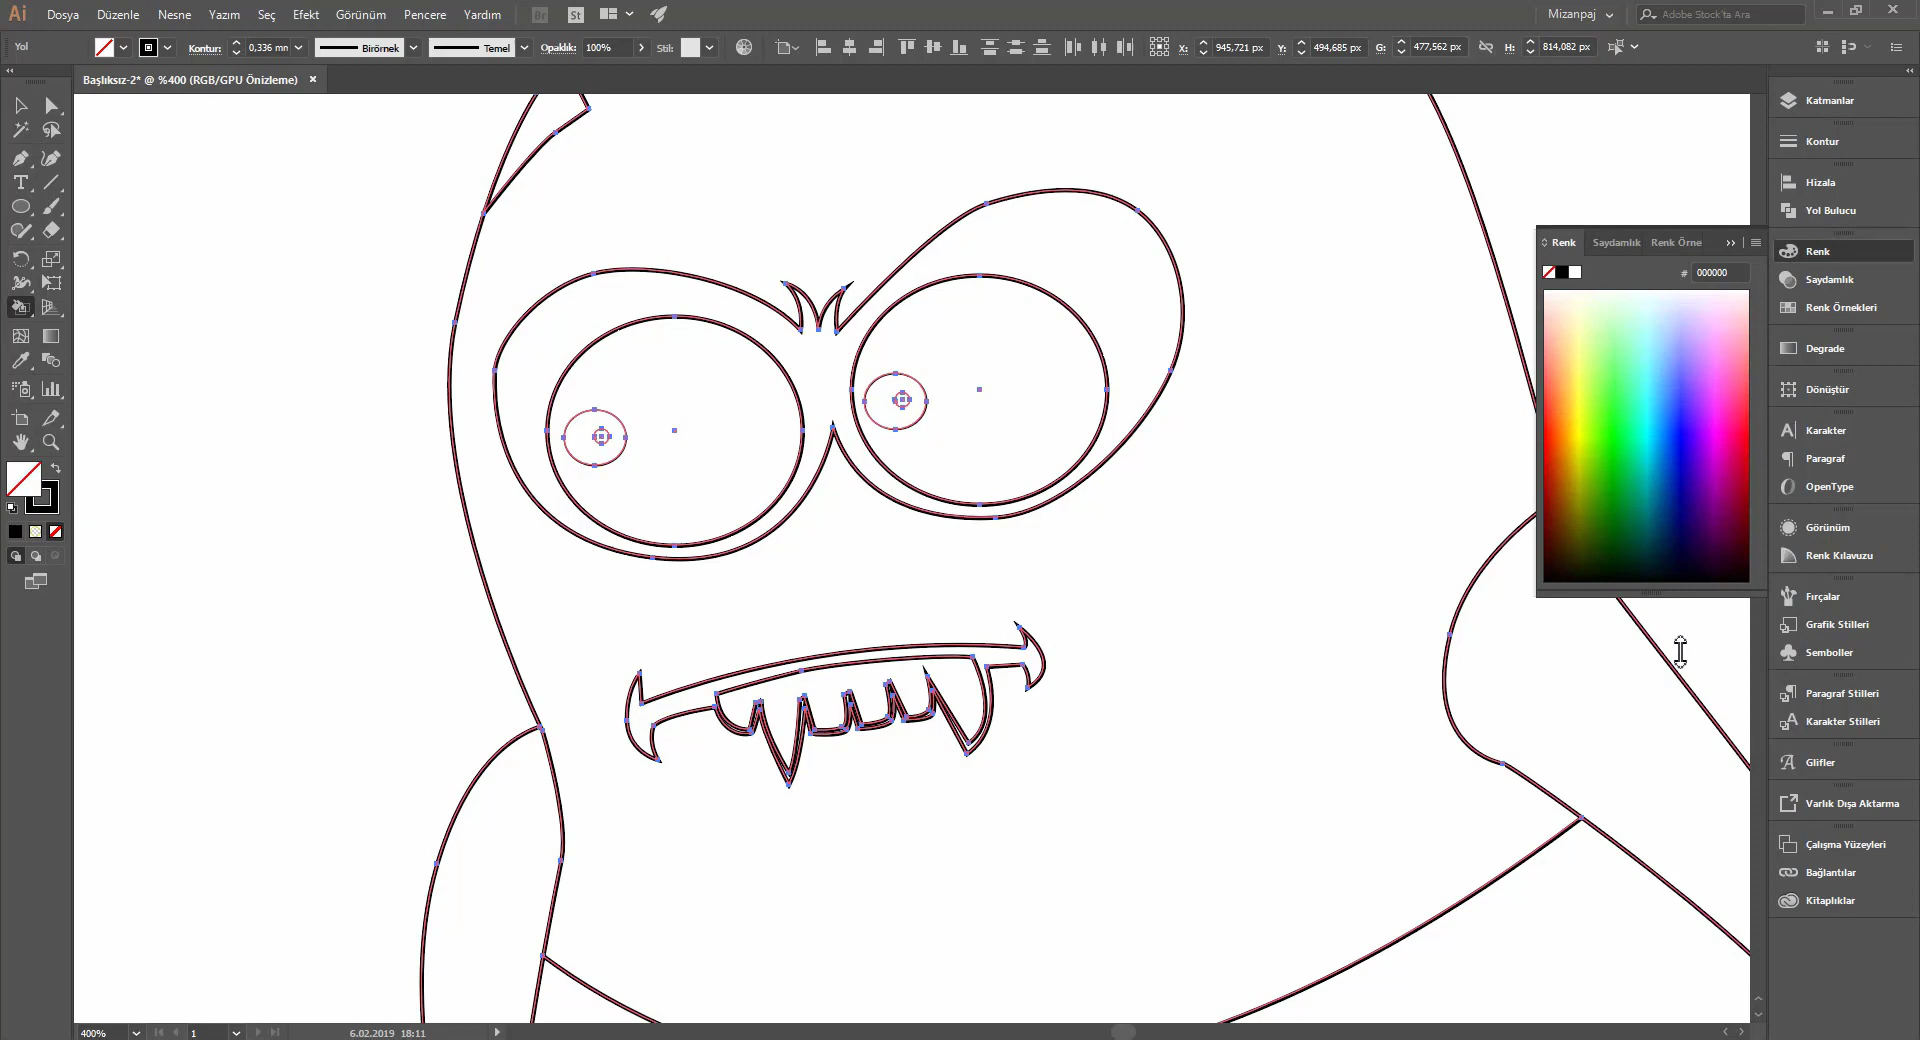 Ai Dosya Düzenle Nesne Yazım Seç Efekt Görünüm Pencere Yardım Br St Mizanpaj Adobe Stock'ta Ara
Yol Kontur: 0,336 mm Birörnek Temel Opaklık: 100% Stil: X: 945,721 px Y: 494,685 px G: 477,562 px H: 814,082 px
Başlıksız-2* @ %400 (RGB/GPU Önizleme) ×
Katmanlar
Kontur
Hizala
Yol Bulucu
Renk Saydamlık Renk Örne
# 000000
Renk
Saydamlık
Renk Örnekleri
Degrade
Dönüştür
Karakter
Paragraf
OpenType
Görünüm
Renk Kılavuzu
Fırçalar
Grafik Stilleri
Semboller
Paragraf Stilleri
Karakter Stilleri
Glifler
Varlık Dışa Aktarma
Çalışma Yüzeyleri
Bağlantılar
Kitaplıklar
400% 1 6.02.2019 18:11